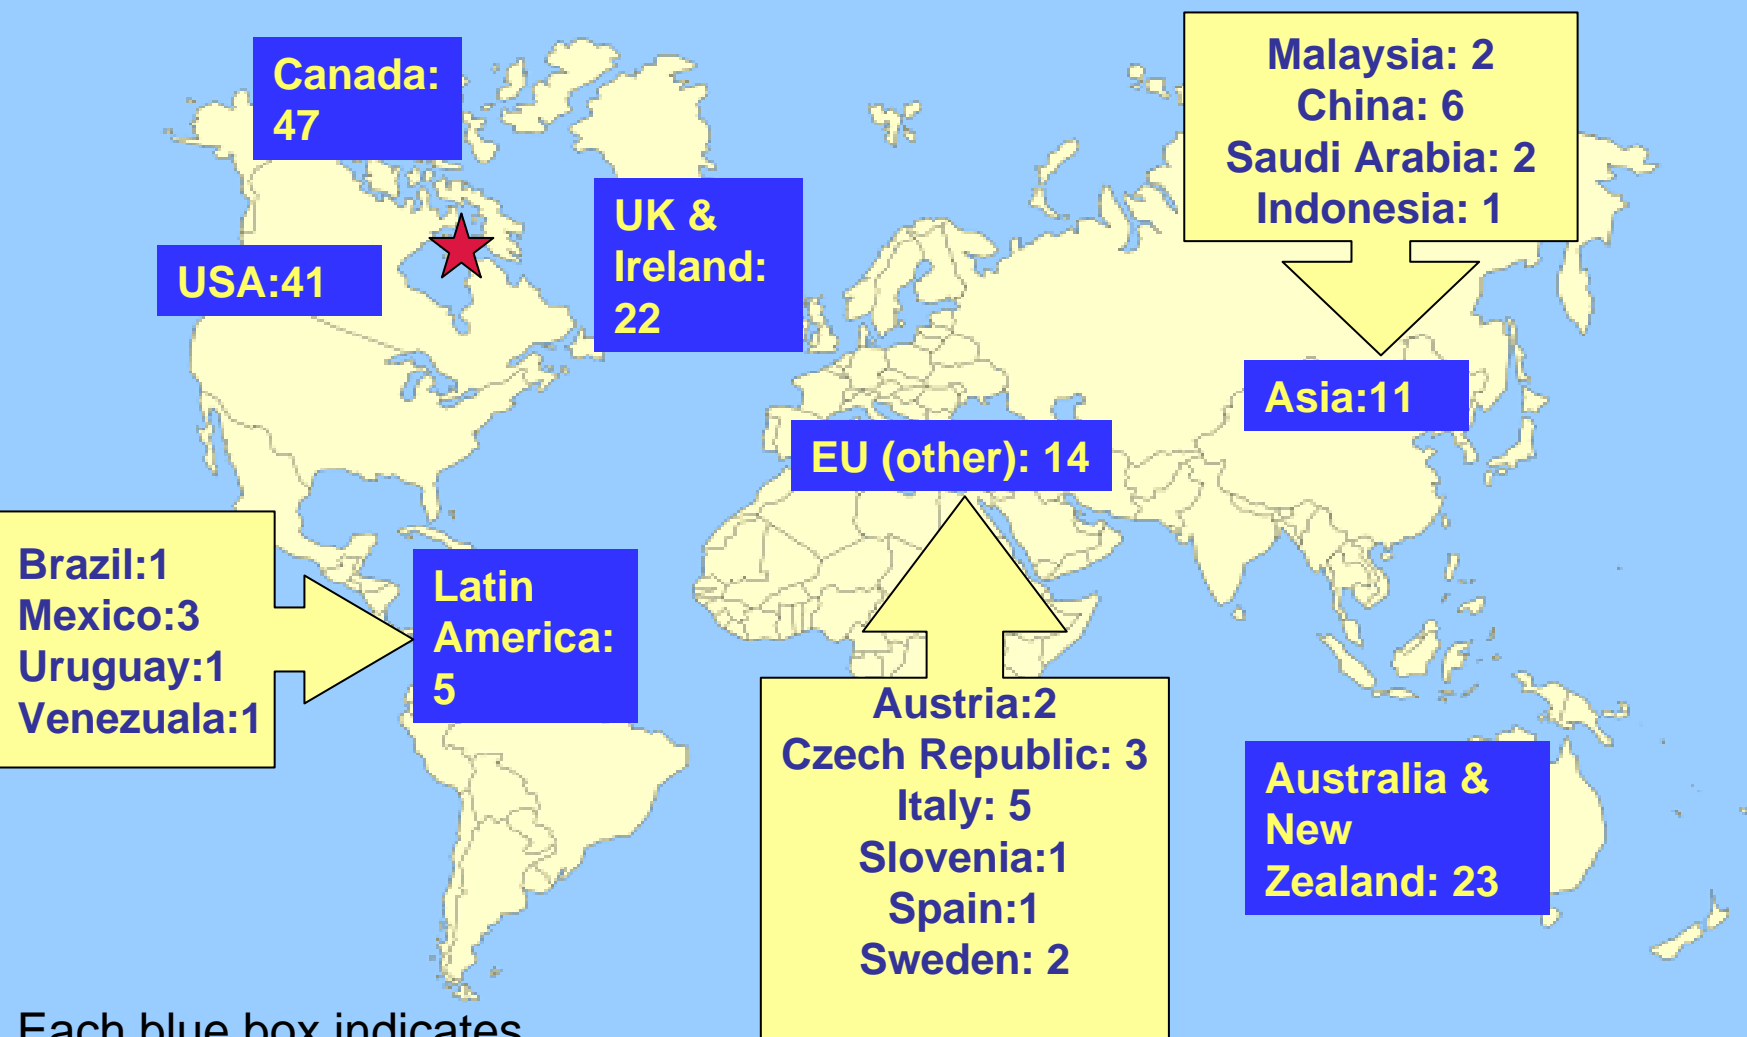 Canada:
47
USA:41
UK &
Ireland:
22
Malaysia: 2
China: 6
Saudi Arabia: 2
Indonesia: 1
Asia:11
EU (other): 14
Brazil:1
Mexico:3
Uruguay:1
Venezuala:1
Latin
America:
5
Austria:2
Czech Republic: 3
Italy: 5
Slovenia:1
Spain:1
Sweden: 2
Australia &
New
Zealand: 23
Each blue box indicates